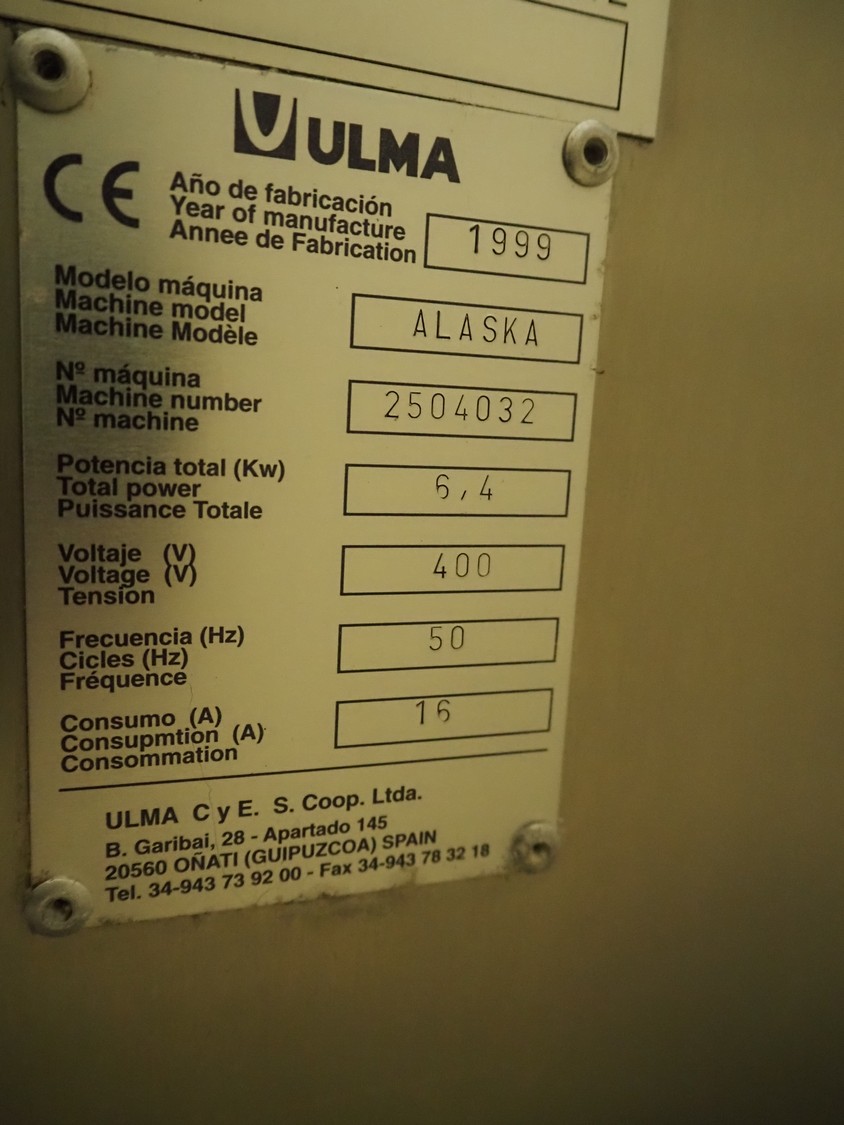 ULMA
CE
Año de fabricación
Year of manufacture
Annee de Fabrication
1999
Modelo máquina
Machine model
Machine Modèle
ALASKA
Nº máquina
Machine number
Nº machine
2504032
Potencia total (Kw)
Total power
Puissance Totale
6,4
Voltaje (V)
Voltage (V)
Tension
400
Frecuencia (Hz)
Cicles (Hz)
Fréquence
50
Consumo (A)
Consupmtion (A)
Consommation
16
ULMA C y E. S. Coop. Ltda.
B. Garibai, 28 - Apartado 145
20560 OÑATI (GUIPUZCOA) SPAIN
Tel. 34-943 73 92 00 - Fax 34-943 78 32 18